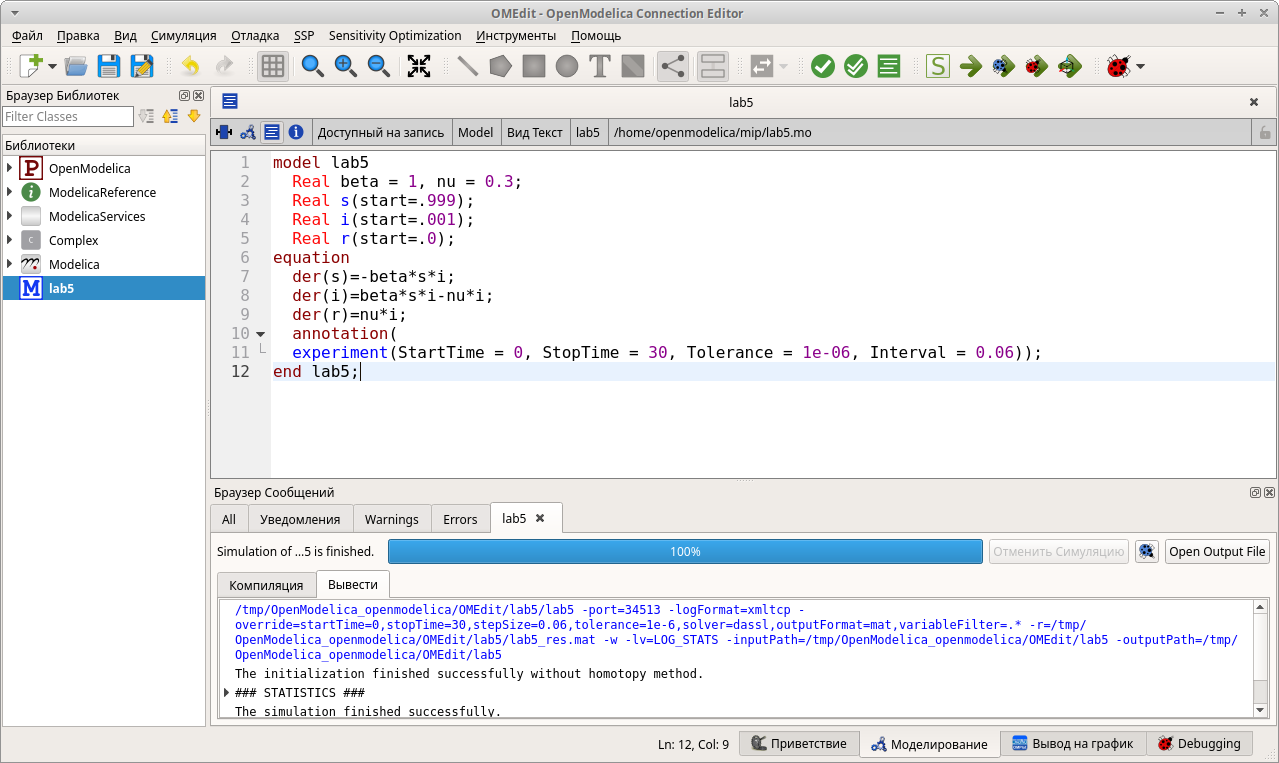 OMEdit - OpenModelica Connection Editor
Файл Правка Вид Симуляция Отладка SSP Sensitivity Optimization Инструменты Помощь
Браузер Библиотек
Filter Classes
Библиотеки
OpenModelica
ModelicaReference
ModelicaServices
Complex
Modelica
lab5
lab5
Доступный на запись Model Вид Текст lab5 /home/openmodelica/mip/lab5.mo
1 model lab5
2 Real beta = 1, nu = 0.3;
3 Real s(start=.999);
4 Real i(start=.001);
5 Real r(start=.0);
6 equation
7 der(s)=-beta*s*i;
8 der(i)=beta*s*i-nu*i;
9 der(r)=nu*i;
10 annotation(
11 experiment(StartTime = 0, StopTime = 30, Tolerance = 1e-06, Interval = 0.06));
12 end lab5;
Браузер Сообщений
All Уведомления Warnings Errors lab5
Simulation of ...5 is finished. 100% Отменить Симуляцию Open Output File
Компиляция Вывести
/tmp/OpenModelica_openmodelica/OMEdit/lab5/lab5 -port=34513 -logFormat=xmltcp -
override=startTime=0,stopTime=30,stepSize=0.06,tolerance=1e-6,solver=dassl,outputFormat=mat,variableFilter=.* -r=/tmp/
OpenModelica_openmodelica/OMEdit/lab5/lab5_res.mat -w -lv=LOG_STATS -inputPath=/tmp/OpenModelica_openmodelica/OMEdit/lab5 -outputPath=/tmp/
OpenModelica_openmodelica/OMEdit/lab5
The initialization finished successfully without homotopy method.
### STATISTICS ###
The simulation finished successfully.
Ln: 12, Col: 9 Приветствие Моделирование Вывод на график Debugging